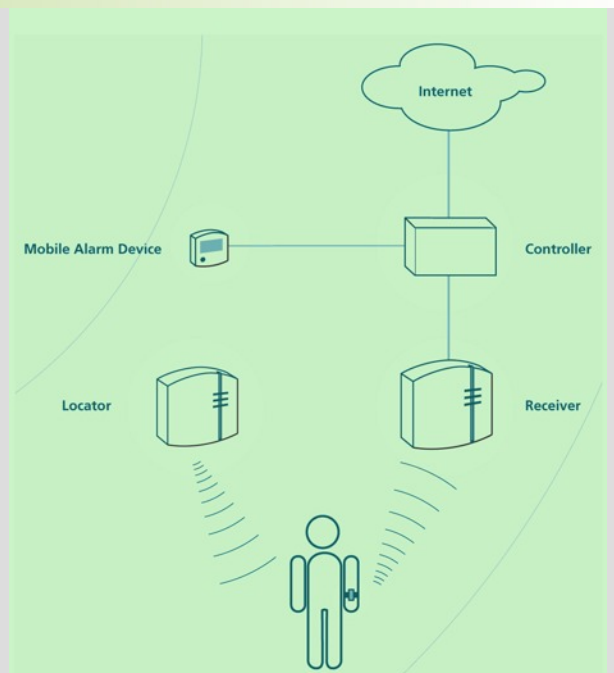 Internet
Mobile Alarm Device
Controller
Locator
Receiver